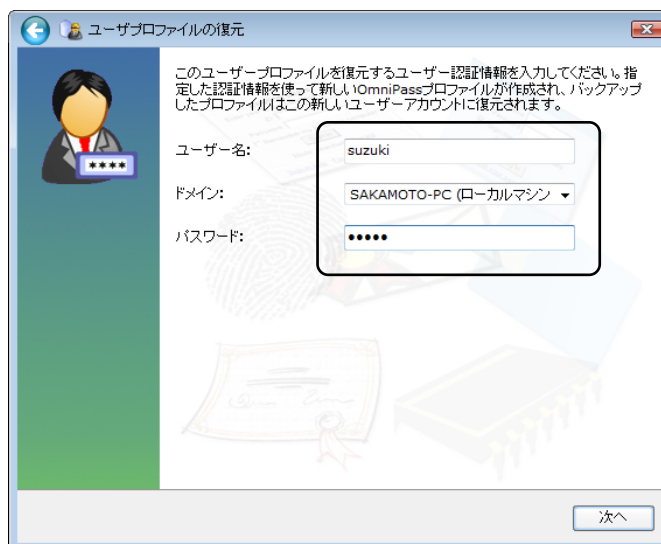 ユーザプロファイルの復元
このユーザープロファイルを復元するユーザー認証情報を入力してください。指
定した認証情報を使って新しいOmniPassプロファイルが作成され、バックアップ
したプロファイルはこの新しいユーザーアカウントに復元されます。
ユーザー名:
suzuki
ドメイン:
SAKAMOTO-PC (ローカルマシン
パスワード:
•••••
****
次へ